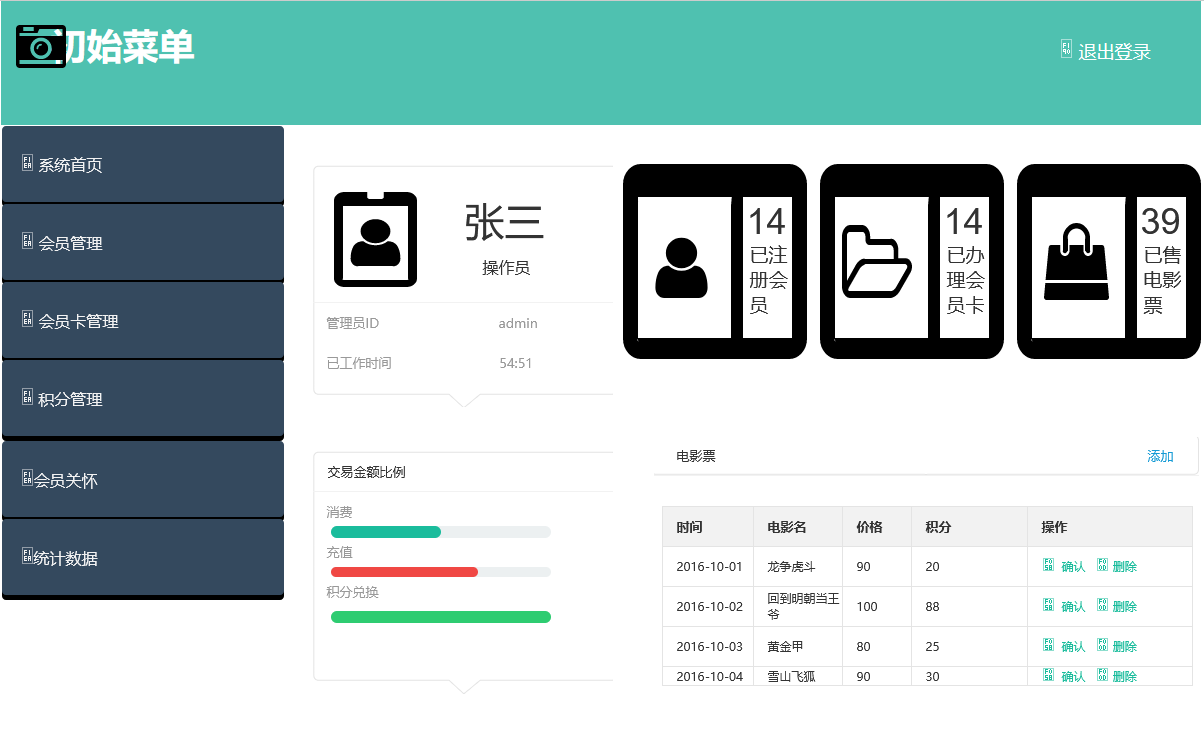 初始菜单
退出登录
系统首页
会员管理
会员卡管理
积分管理
会员关怀
统计数据
张三
操作员
管理员ID admin
已工作时间 54:51
14
已注
册会
员
14
已办
理会
员卡
39
已售
电影
票
交易金额比例
消费
充值
积分兑换
电影票 添加
时间 电影名 价格 积分 操作
2016-10-01 龙争虎斗 90 20 确认 删除
2016-10-02 回到明朝当王
爷 100 88 确认 删除
2016-10-03 黄金甲 80 25 确认 删除
2016-10-04 雪山飞狐 90 30 确认 删除